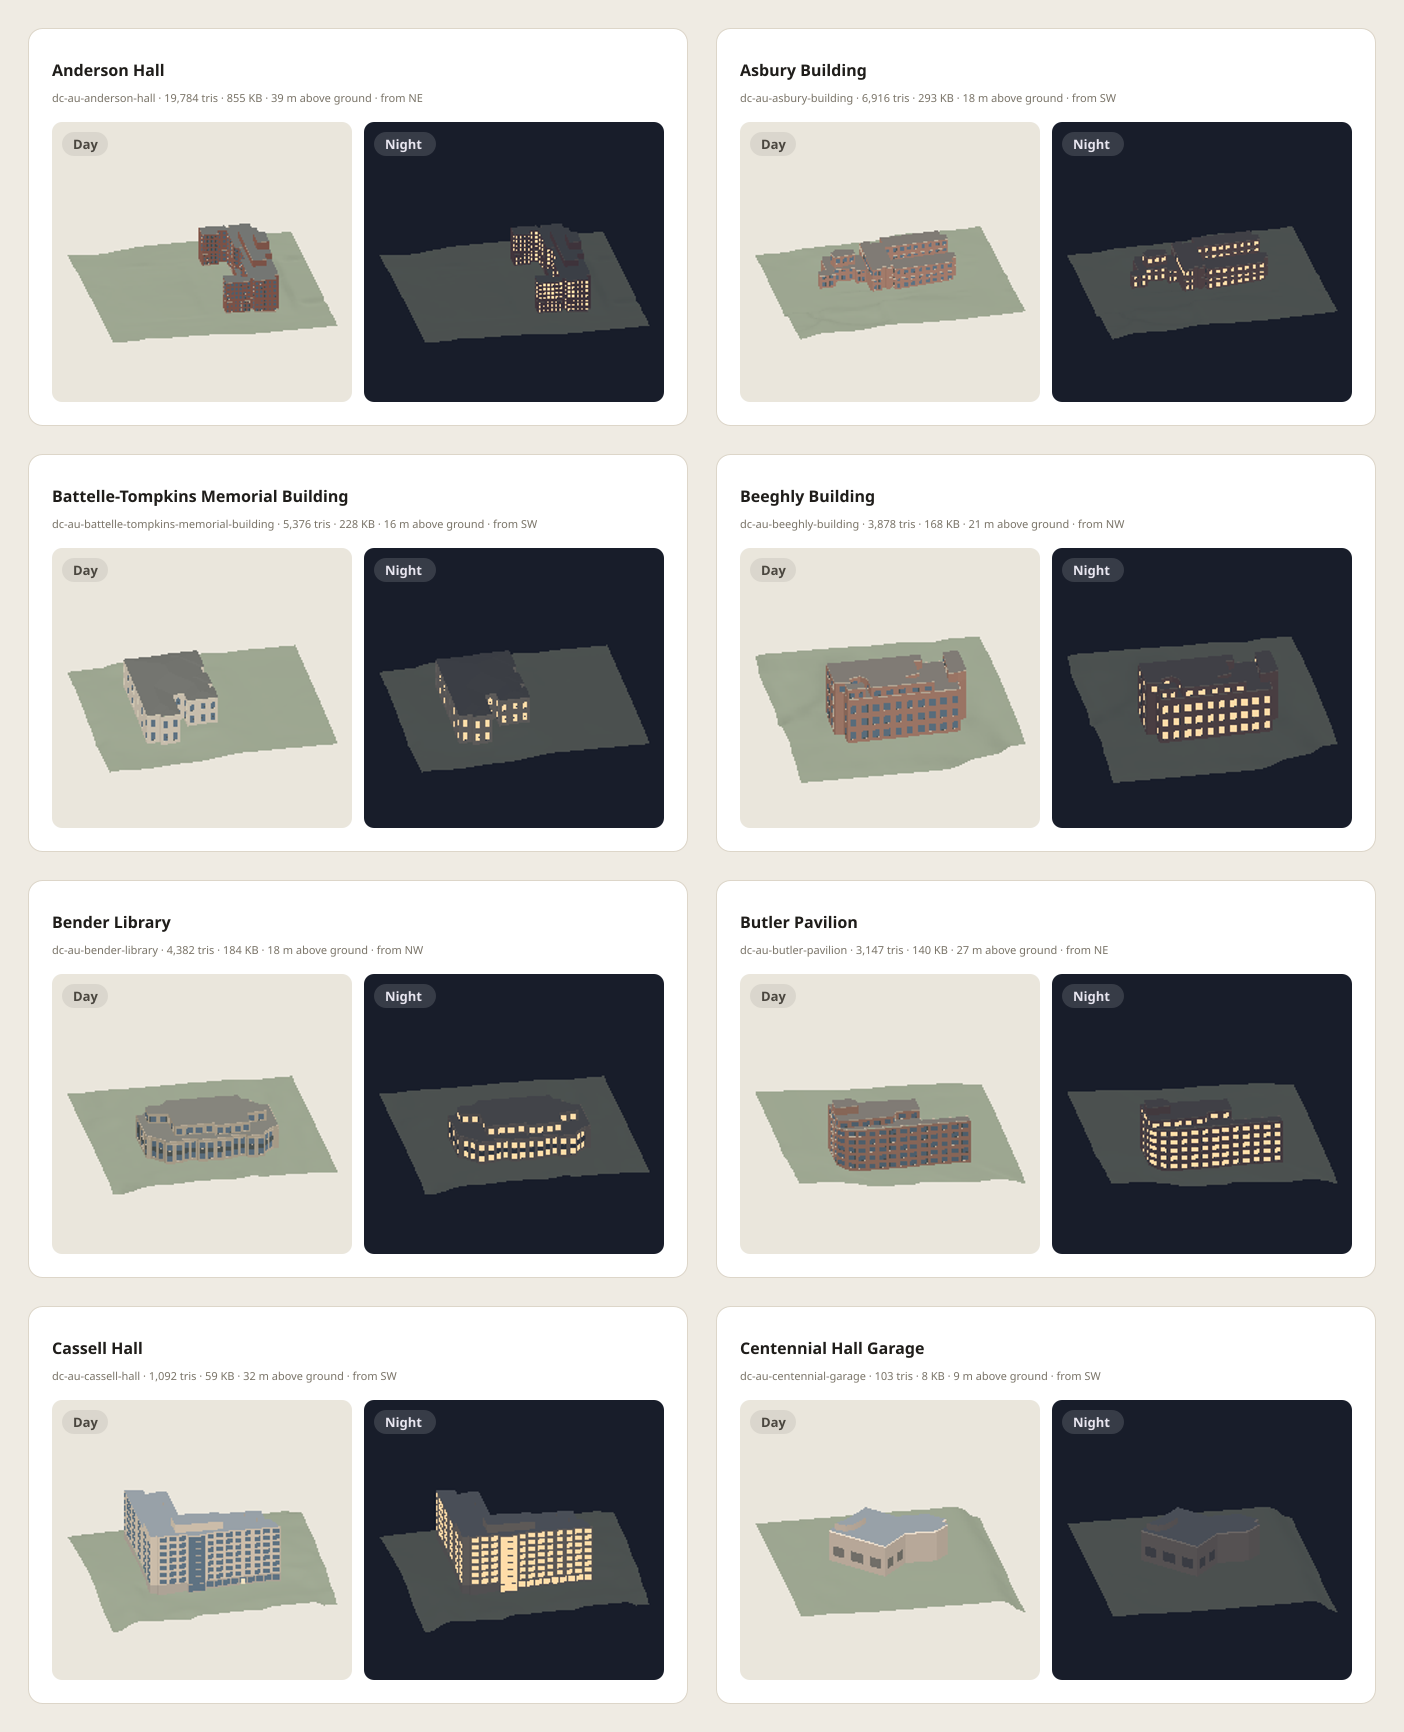 Anderson Hall
dc-au-anderson-hall · 19,784 tris · 855 KB · 39 m above ground · from NE
Day
Night
Asbury Building
dc-au-asbury-building · 6,916 tris · 293 KB · 18 m above ground · from SW
Day
Night
Battelle-Tompkins Memorial Building
dc-au-battelle-tompkins-memorial-building · 5,376 tris · 228 KB · 16 m above ground · from SW
Day
Night
Beeghly Building
dc-au-beeghly-building · 3,878 tris · 168 KB · 21 m above ground · from NW
Day
Night
Bender Library
dc-au-bender-library · 4,382 tris · 184 KB · 18 m above ground · from NW
Day
Night
Butler Pavilion
dc-au-butler-pavilion · 3,147 tris · 140 KB · 27 m above ground · from NE
Day
Night
Cassell Hall
dc-au-cassell-hall · 1,092 tris · 59 KB · 32 m above ground · from SW
Day
Night
Centennial Hall Garage
dc-au-centennial-garage · 103 tris · 8 KB · 9 m above ground · from SW
Day
Night